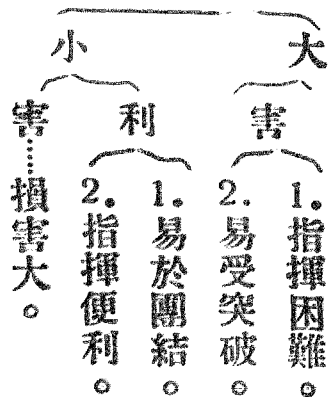 大
害
1. 指揮困難。
2. 易受突破
。
小
利
1. 易於團結。
2. 指揮便利。
害……損害大。